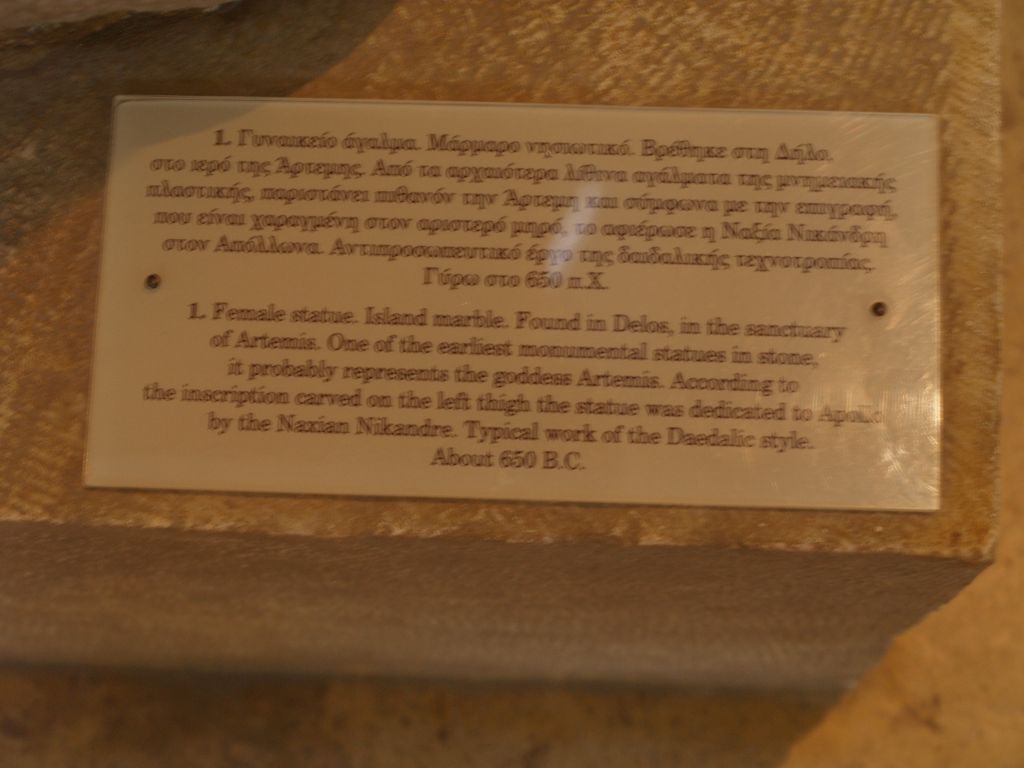 1. Γυναικείο άγαλμα. Μάρμαρο νησιωτικό. Βρέθηκε στη Δήλο,
στο ιερό της Άρτεμης. Από τα αρχαιότερα λίθινα αγάλματα της μνημειακής
πλαστικής, παριστάνει πιθανόν την Άρτεμη και σύμφωνα με την επιγραφή,
που είναι χαραγμένη στον αριστερό μηρό, το αφιέρωσε η Ναξία Νικάνδρη
στον Απόλλωνα. Αντιπροσωπευτικό έργο της δαιδαλικής τεχνοτροπίας.
Γύρω στο 650 π.Χ.
1. Female statue. Island marble. Found in Delos, in the sanctuary
of Artemis. One of the earliest monumental statues in stone,
it probably represents the goddess Artemis. According to
the inscription carved on the left thigh the statue was dedicated to Apollo
by the Naxian Nikandre. Typical work of the Daedalic style.
About 650 B.C.